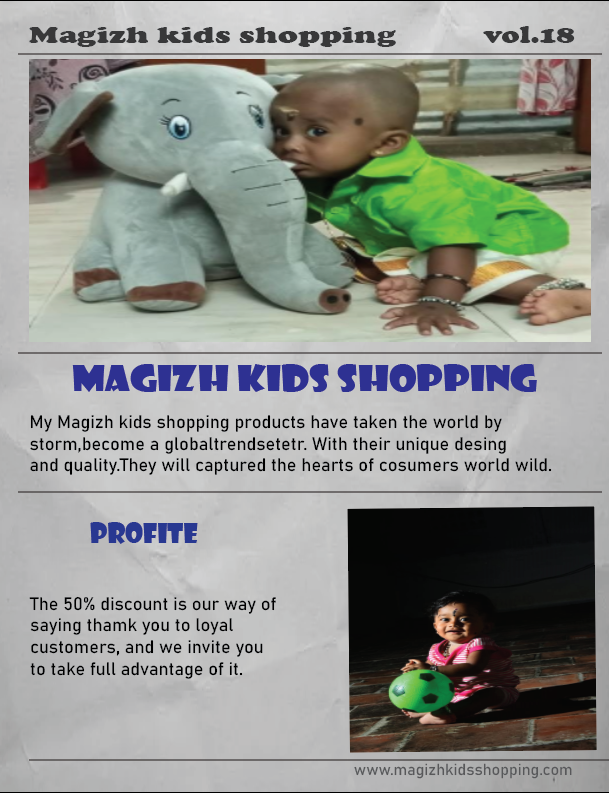 Magizh kids shopping vol.18
MAGIZH KIDS SHOPPING
My Magizh kids shopping products have taken the world by
storm,become a globaltrendsetetr. With their unique desing
and quality.They will captured the hearts of cosumers world wild.
PROFITE
The 50% discount is our way of
saying thamk you to loyal
customers, and we invite you
to take full advantage of it.
www.magizhkidsshopping.com